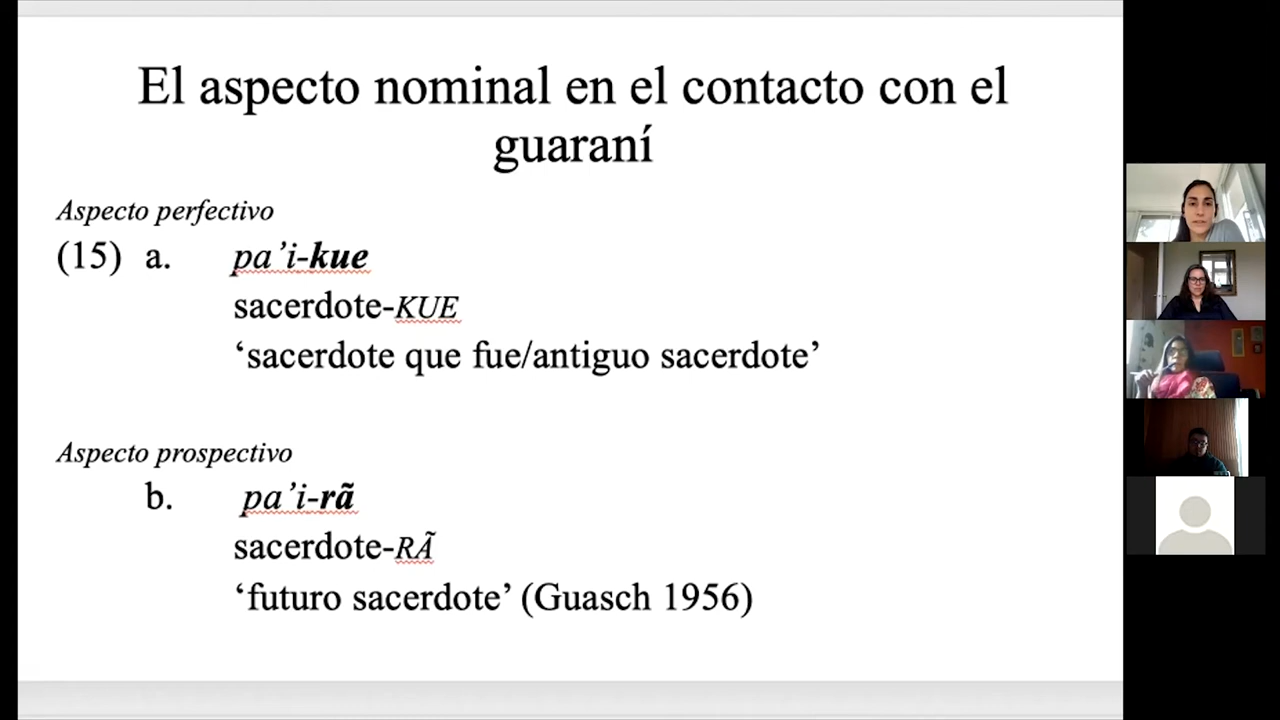 El aspecto nominal en el contacto con el
guaraní
Aspecto perfectivo
(15) a. pa’i-kue
sacerdote-KUE
‘sacerdote que fue/antiguo sacerdote’
Aspecto prospectivo
b. pa’i-rã
sacerdote-RÃ
‘futuro sacerdote’ (Guasch 1956)